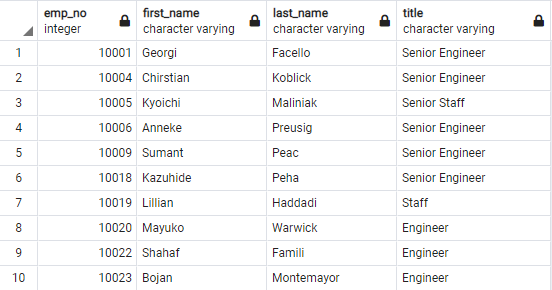 emp_no first_name last_name title
integer character varying character varying character varying
1 10001 Georgi Facello Senior Engineer
2 10004 Chirstian Koblick Senior Engineer
3 10005 Kyoichi Maliniak Senior Staff
4 10006 Anneke Preusig Senior Engineer
5 10009 Sumant Peac Senior Engineer
6 10018 Kazuhide Peha Senior Engineer
7 10019 Lillian Haddadi Staff
8 10020 Mayuko Warwick Engineer
9 10022 Shahaf Famili Engineer
10 10023 Bojan Montemayor Engineer